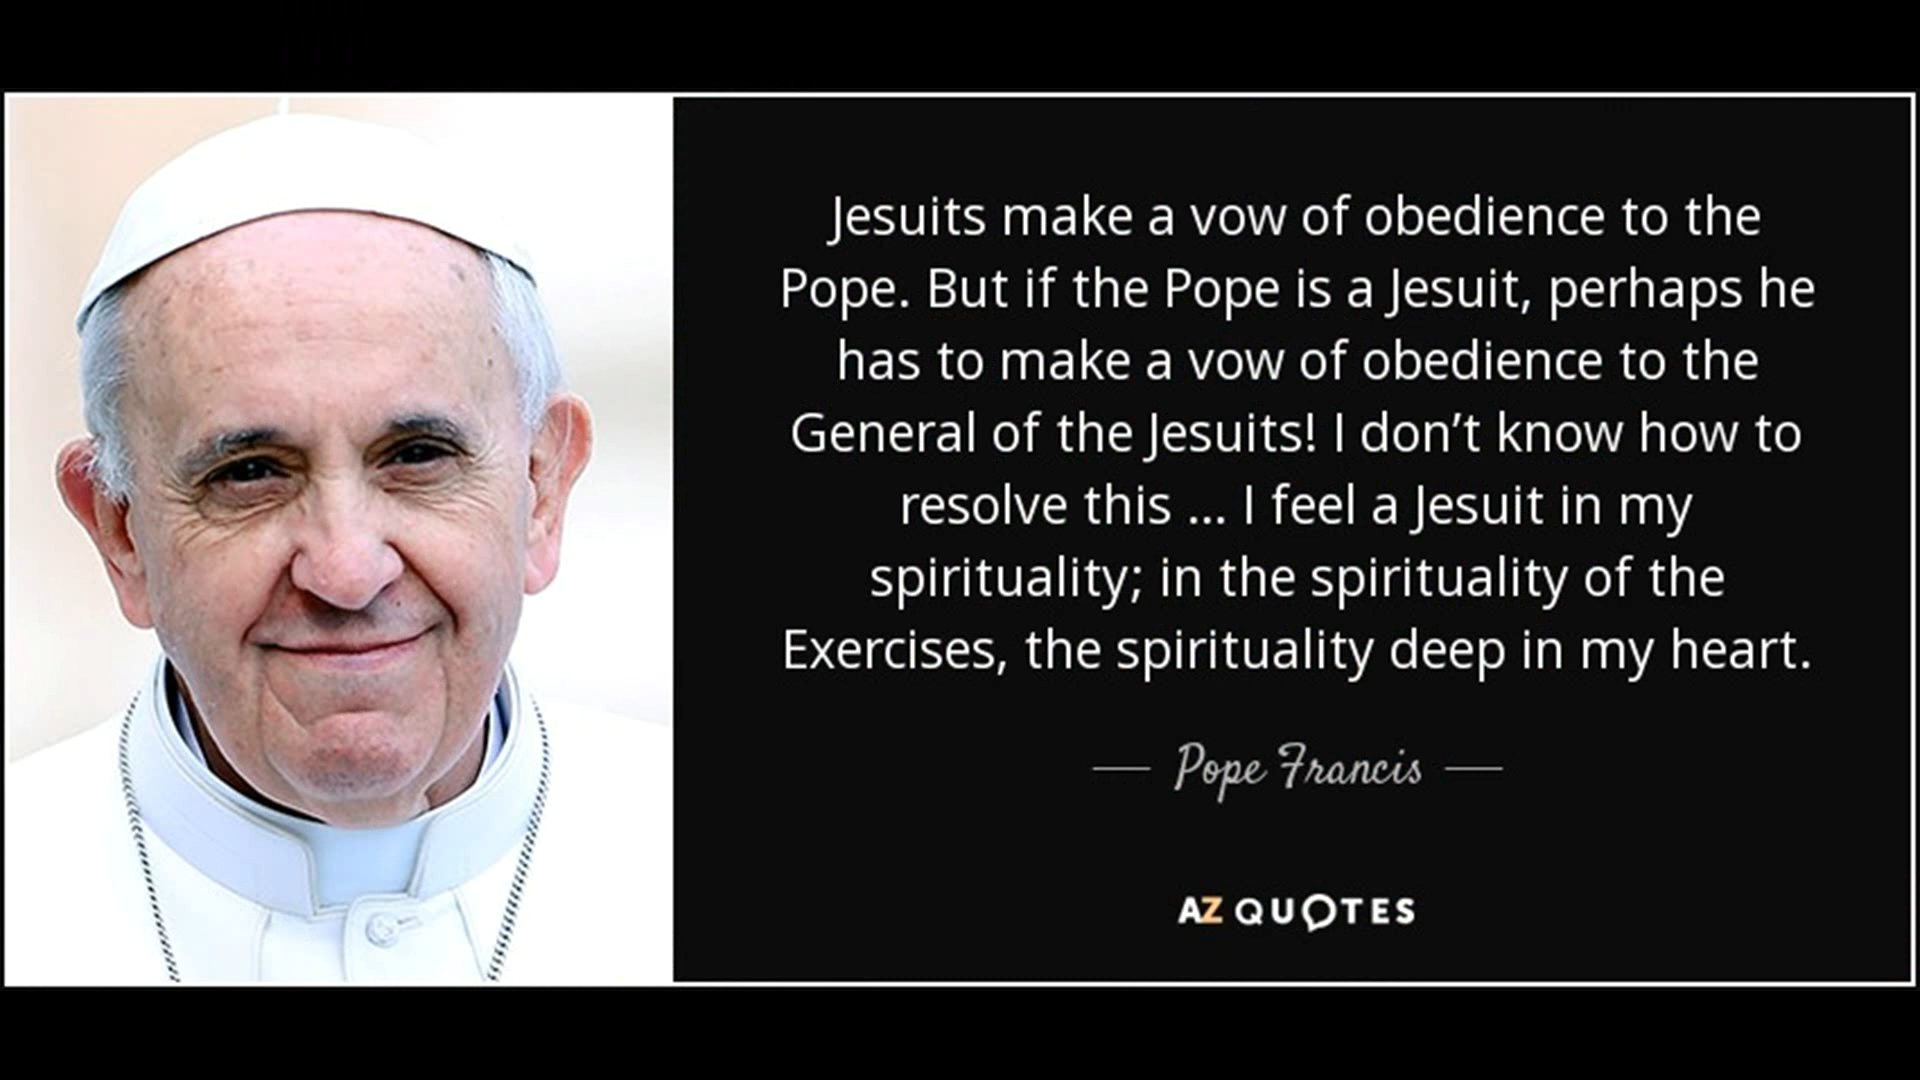 Jesuits make a vow of obedience to the
Pope. But if the Pope is a Jesuit, perhaps he
has to make a vow of obedience to the
General of the Jesuits! I don’t know how to
resolve this ... I feel a Jesuit in my
spirituality; in the spirituality of the
Exercises, the spirituality deep in my heart.
Pope Francis
AZ QUOTES